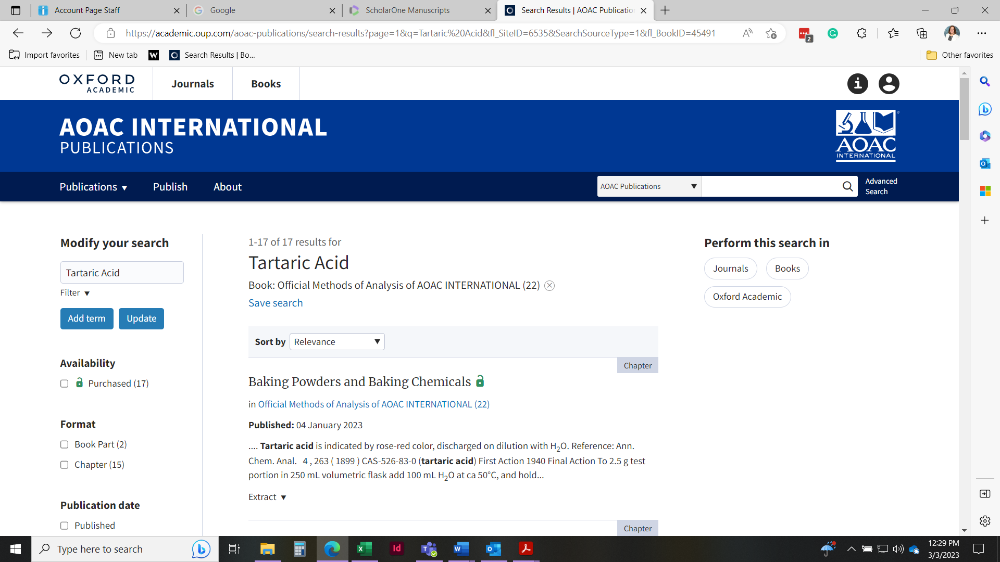 Account Page Staff
Google
ScholarOne Manuscripts
Search Results | AOAC Publicatio
https://academic.oup.com/aoac-publications/search-results?page=1&q=Tartaric%20Acid&fl_SiteID=6535&SearchSourceType=1&fl_BookID=45491
2
Import favorites
New tab
W
Search Results | Bo...
Other favorites
OXFORD
ACADEMIC
Journals
Books
AOAC INTERNATIONAL
PUBLICATIONS
AOAC
INTERNATIONAL
Publications ▼
Publish
About
AOAC Publications ▼
Advanced
Search
Modify your search
Tartaric Acid
Filter ▼
Add term
Update
Availability
Purchased (17)
Format
Book Part (2)
Chapter (15)
Publication date
Published
1-17 of 17 results for
Tartaric Acid
Book: Official Methods of Analysis of AOAC INTERNATIONAL (22)
Save search
Sort by Relevance ▼
Chapter
Baking Powders and Baking Chemicals
in Official Methods of Analysis of AOAC INTERNATIONAL (22)
Published: 04 January 2023
.... Tartaric acid is indicated by rose-red color, discharged on dilution with H₂O. Reference: Ann.
Chem. Anal. 4 , 263 ( 1899 ) CAS-526-83-0 (tartaric acid) First Action 1940 Final Action To 2.5 g test
portion in 250 mL volumetric flask add 100 mL H₂O at ca 50°C, and hold...
Extract ▼
Chapter
Perform this search in
Journals
Books
Oxford Academic
Type here to search
12:29 PM
3/3/2023